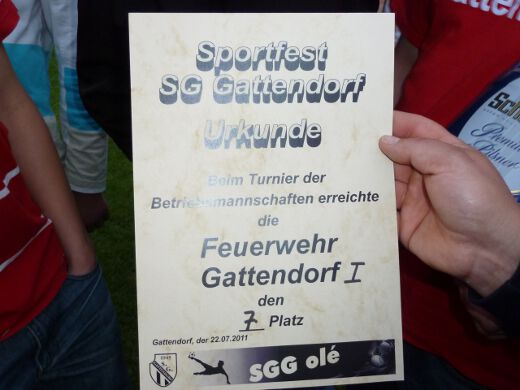 Sportfest
SG Gattendorf
Urkunde
Beim Turnier der
Betriebsmannschaften erreichte
die
Feuerwehr
Gattendorf I
den
7 Platz
Gattendorf, der 22.07.2011
SGG olé